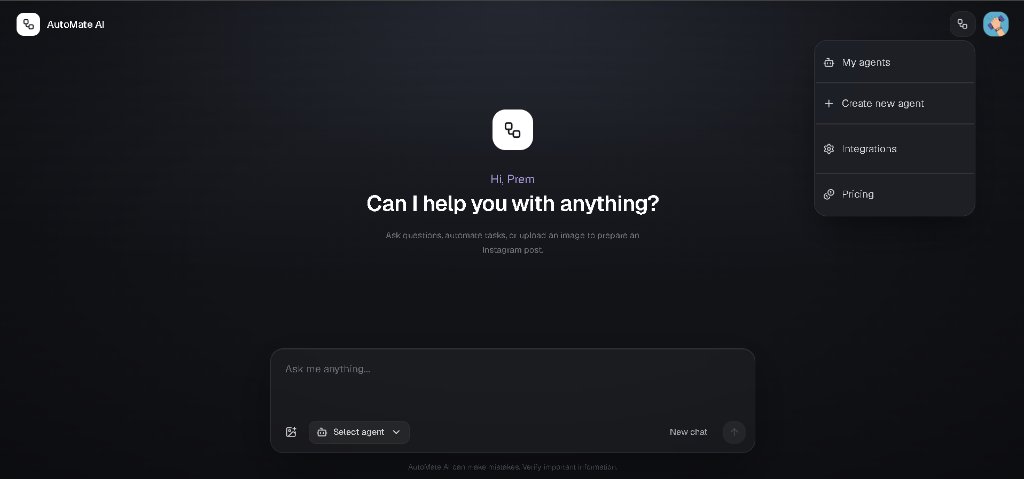 AutoMate AI
My agents
Create new agent
Integrations
Pricing
Hi, Prem
Can I help you with anything?
Ask questions, automate tasks, or upload an image to prepare an
Instagram post.
Ask me anything...
Select agent
New chat
AutoMate AI can make mistakes. Verify important information.